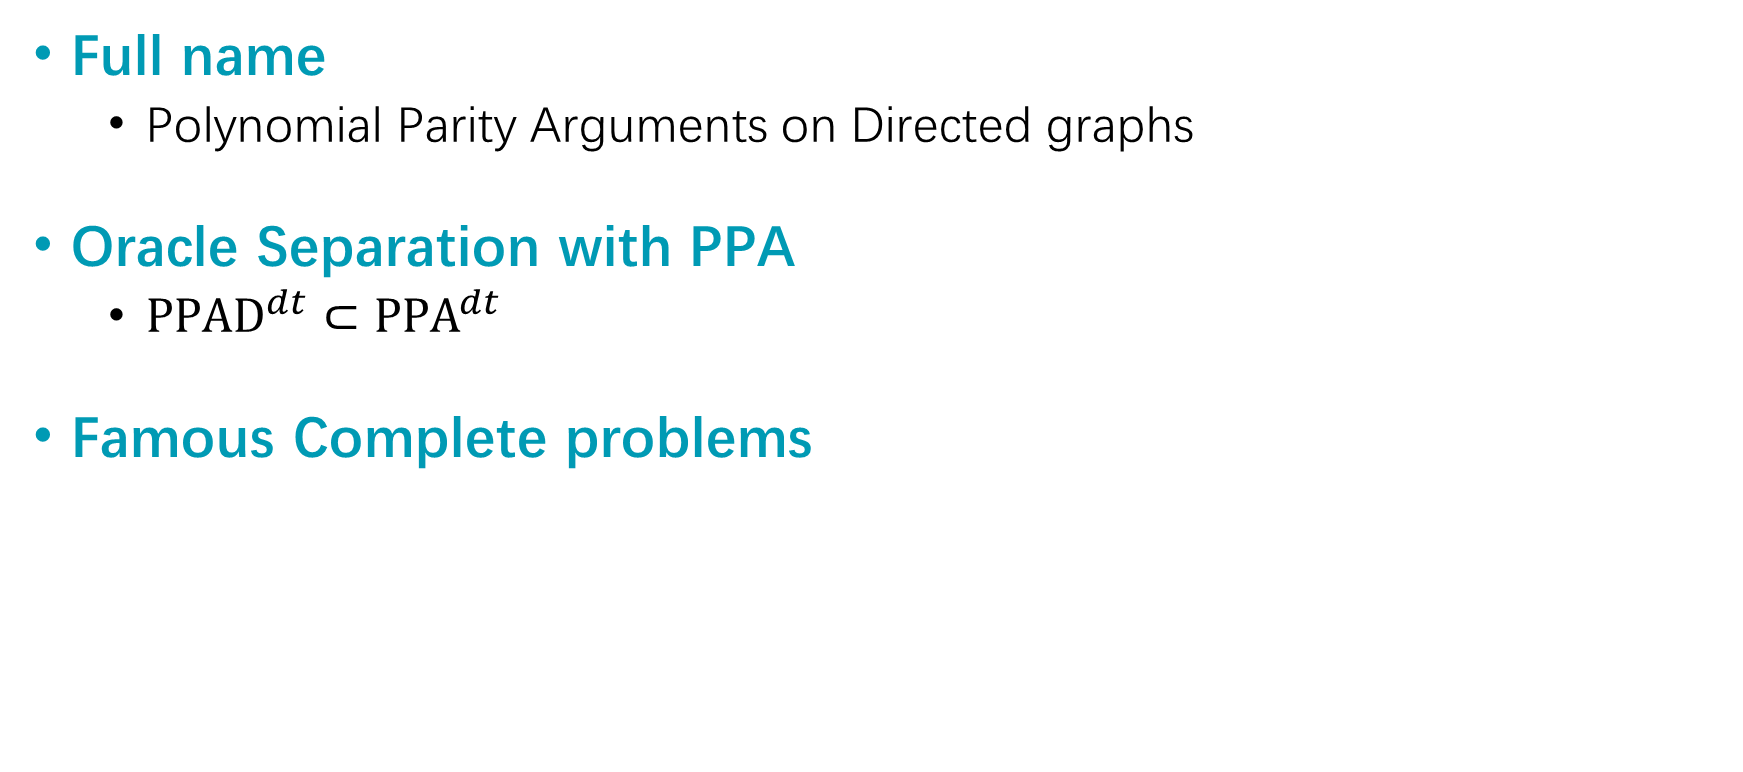 • Full name
• Polynomial Parity Arguments on Directed graphs
• Oracle Separation with PPA
• PPAD^{dt} ⊂ PPA^{dt}
• Famous Complete problems